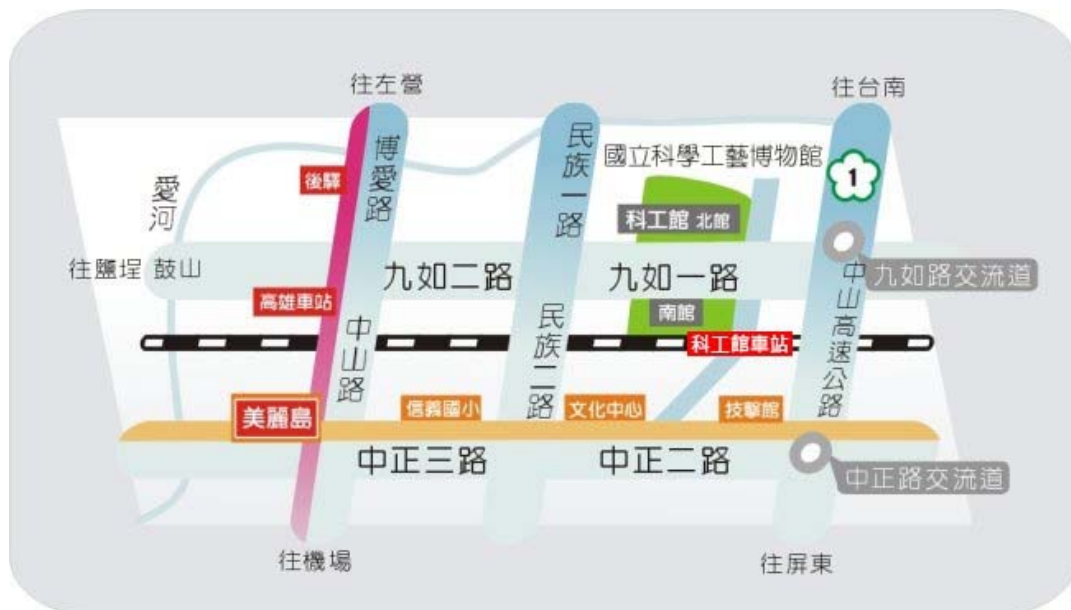 往左營
往台南
博愛路
民族一路
國立科學工藝博物館
1
後驛
愛河
科工館 北館
往鹽埕 鼓山
九如二路
九如一路
九如路交流道
高雄車站
南館
中山高速公路
中山路
民族二路
科工館車站
美麗島
信義國小
文化中心
技擊館
中正三路
中正二路
中正路交流道
往機場
往屏東